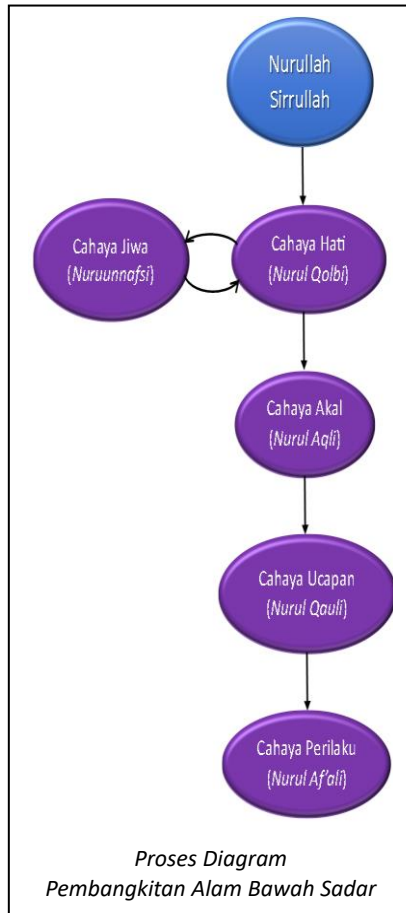 Nurullah
Sirrullah
Cahaya Jiwa
(Nuruunnafsi)
Cahaya Hati
(Nurul Qolbi)
Cahaya Akal
(Nurul Aqli)
Cahaya Ucapan
(Nurul Qauli)
Cahaya Perilaku
(Nurul Af'ali)
Proses Diagram
Pembangkitan Alam Bawah Sadar